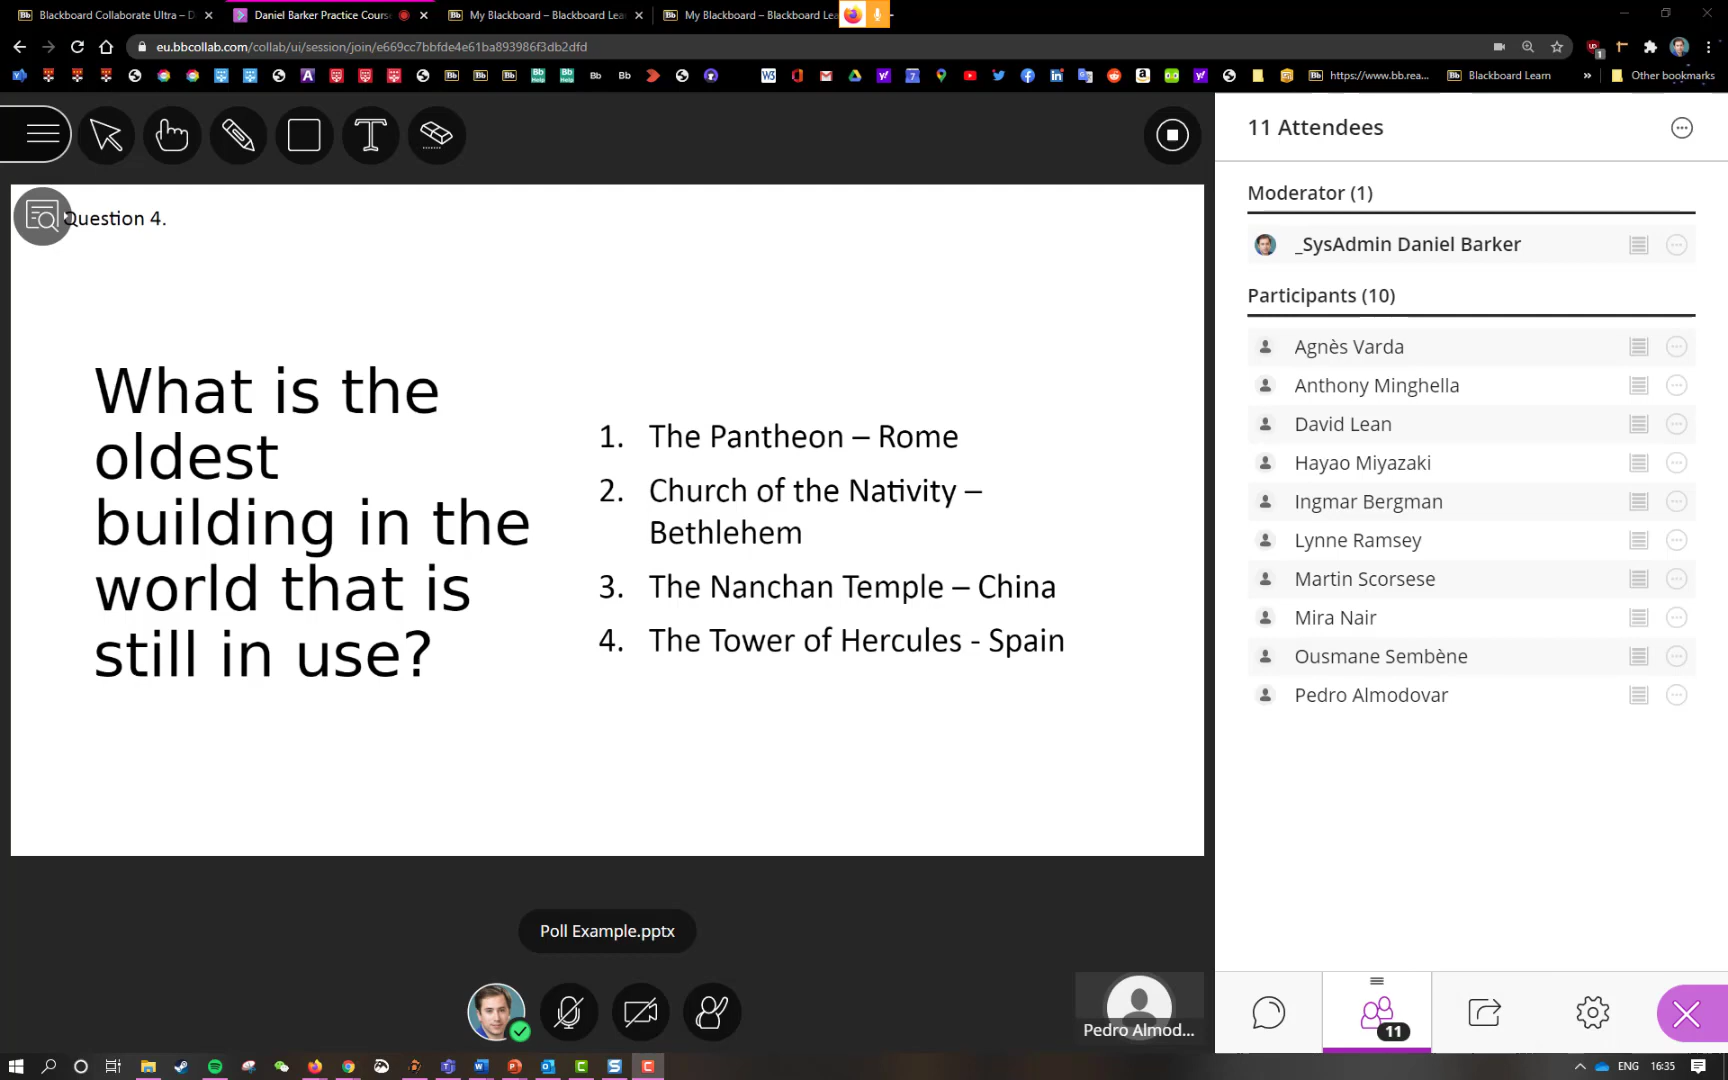 Blackboard Collaborate Ultra – D
Daniel Barker Practice Cours
My Blackboard – Blackboard Lea
My Blackboard – Blackboard Lea
eu.bbcollab.com/collab/ui/session/join/e669cc7bbfde4e61ba893986f3db2dfd
https://www.bb.rea...
Blackboard Learn
»
Other bookmarks
Question 4.
What is the
oldest
building in the
world that is
still in use?
1. The Pantheon – Rome
2. Church of the Nativity –
Bethlehem
3. The Nanchan Temple – China
4. The Tower of Hercules - Spain
Poll Example.pptx
Pedro Almod...
11 Attendees
Moderator (1)
_SysAdmin Daniel Barker
Participants (10)
Agnès Varda
Anthony Minghella
David Lean
Hayao Miyazaki
Ingmar Bergman
Lynne Ramsey
Martin Scorsese
Mira Nair
Ousmane Sembène
Pedro Almodovar
11
ENG
16:35